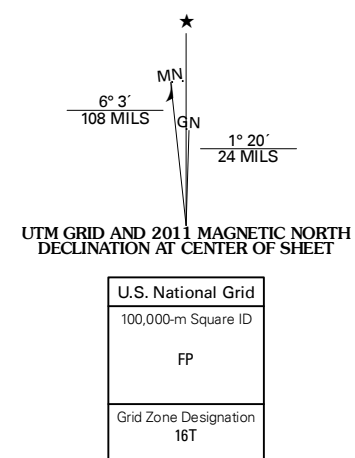 ★
M.N.
6° 3´
108 MILS
GN
1° 20´
24 MILS
UTM GRID AND 2011 MAGNETIC NORTH
DECLINATION AT CENTER OF SHEET
U.S. National Grid
100,000-m Square ID
FP
Grid Zone Designation
16T